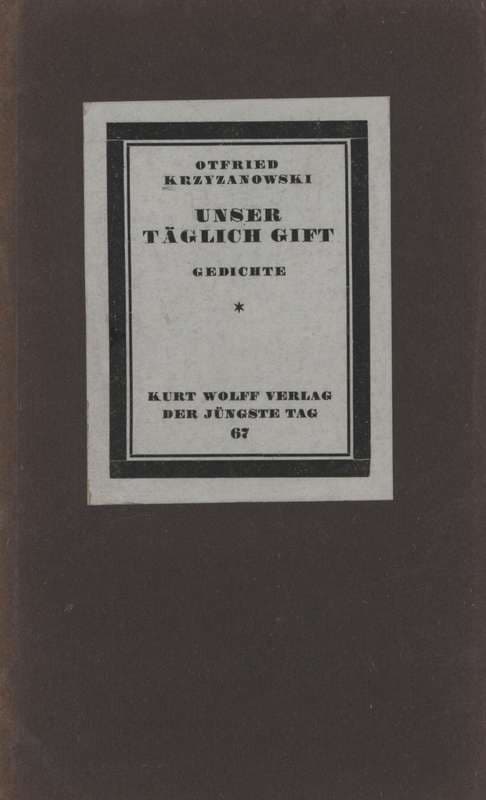 OTFRIED
KRZYZANOWSKI
UNSER
TÄGLICH GIFT
GEDICHTE
*
KURT WOLFF VERLAG
DER JÜNGSTE TAG
67